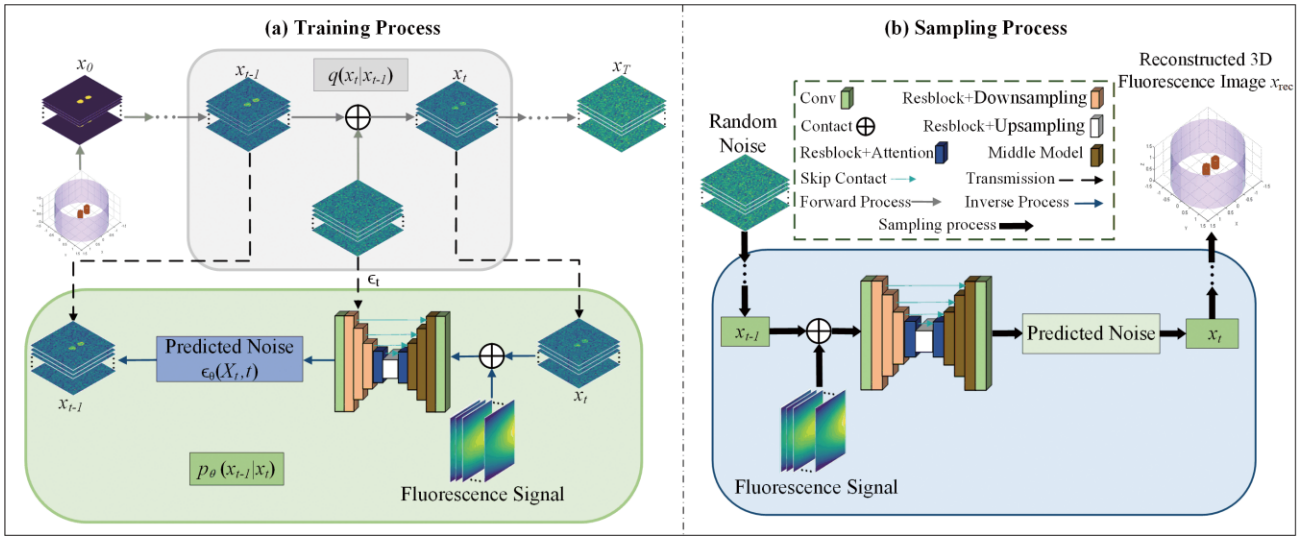 (a) Training Process
x0
xt-1
q(xt|xt-1)
xt
xT
ϵt
Predicted Noise
ϵθ(Xt,t)
xt-1
xt
pθ(xt-1|xt)
Fluorescence Signal
(b) Sampling Process
Reconstructed 3D
Fluorescence Image xrec
Conv
Resblock+Downsampling
Contact
Resblock+Upsampling
Resblock+Attention
Middle Model
Skip Contact
Transmission
Forward Process
Inverse Process
Sampling process
Random
Noise
xt-1
Predicted Noise
xt
Fluorescence Signal